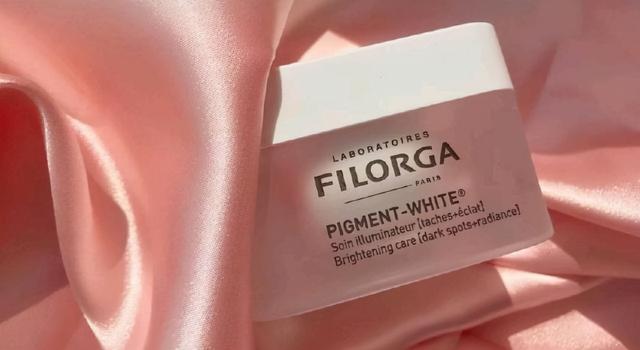 LABORATOIRES
FILORGA
PARIS
PIGMENT-WHITE®
Soin illuminateur [taches+éclat]
Brightening care [dark spots+radiance]